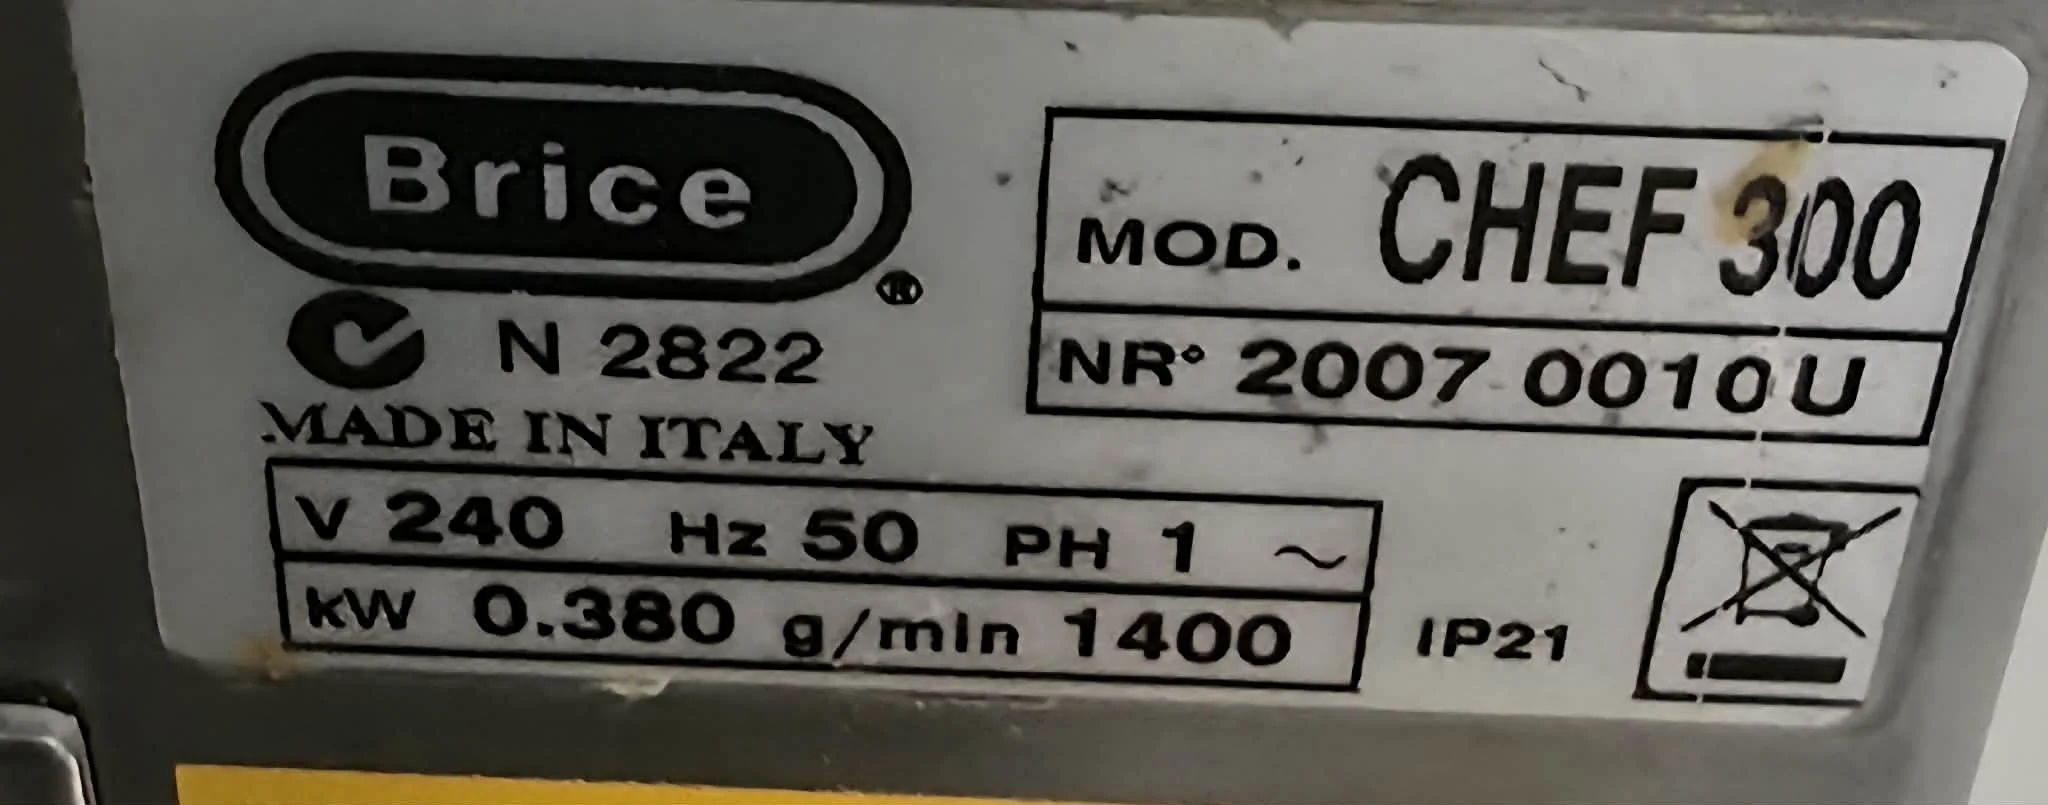 Brice
®
N 2822
MADE IN ITALY
MOD. CHEF 300
NR° 2007 0010U
V 240 Hz 50 PH 1 ~
kW 0.380 g/min 1400
IP21